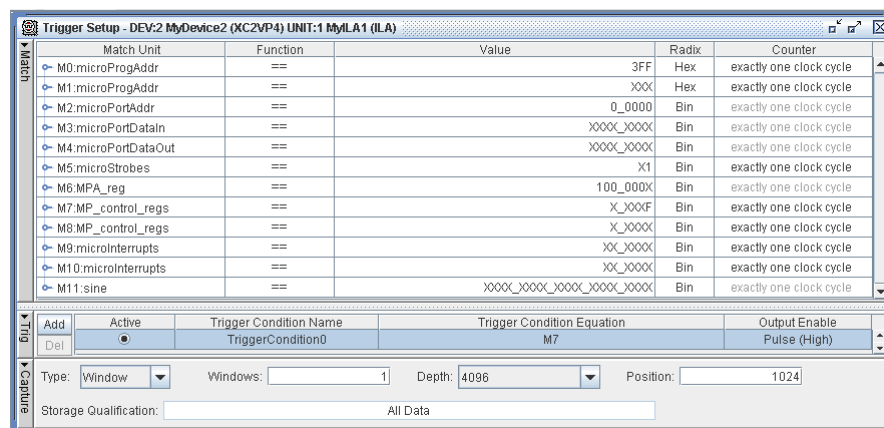 Trigger Setup - DEV:2 MyDevice2 (XC2VP4) UNIT:1 MyILA1 (ILA)
Match
Match Unit Function Value Radix Counter
M0:microProgAddr == 3FF Hex exactly one clock cycle
M1:microProgAddr == XXX Hex exactly one clock cycle
M2:microPortAddr == 0_0000 Bin exactly one clock cycle
M3:microPortDataIn == XXXX_XXXX Bin exactly one clock cycle
M4:microPortDataOut == XXXX_XXXX Bin exactly one clock cycle
M5:microStrobes == X1 Bin exactly one clock cycle
M6:MPA_reg == 100_000X Bin exactly one clock cycle
M7:MP_control_regs == X_XXXF Bin exactly one clock cycle
M8:MP_control_regs == X_XXXX Bin exactly one clock cycle
M9:microInterrupts == XX_XXXX Bin exactly one clock cycle
M10:microInterrupts == XX_XXXX Bin exactly one clock cycle
M11:sine == XXXX_XXXX_XXXX_XXXX_XXXX Bin exactly one clock cycle
Trig
Add Active Trigger Condition Name Trigger Condition Equation Output Enable
Del TriggerCondition0 M7 Pulse (High)
Capture
Type: Window Windows: 1 Depth: 4096 Position: 1024
Storage Qualification: All Data